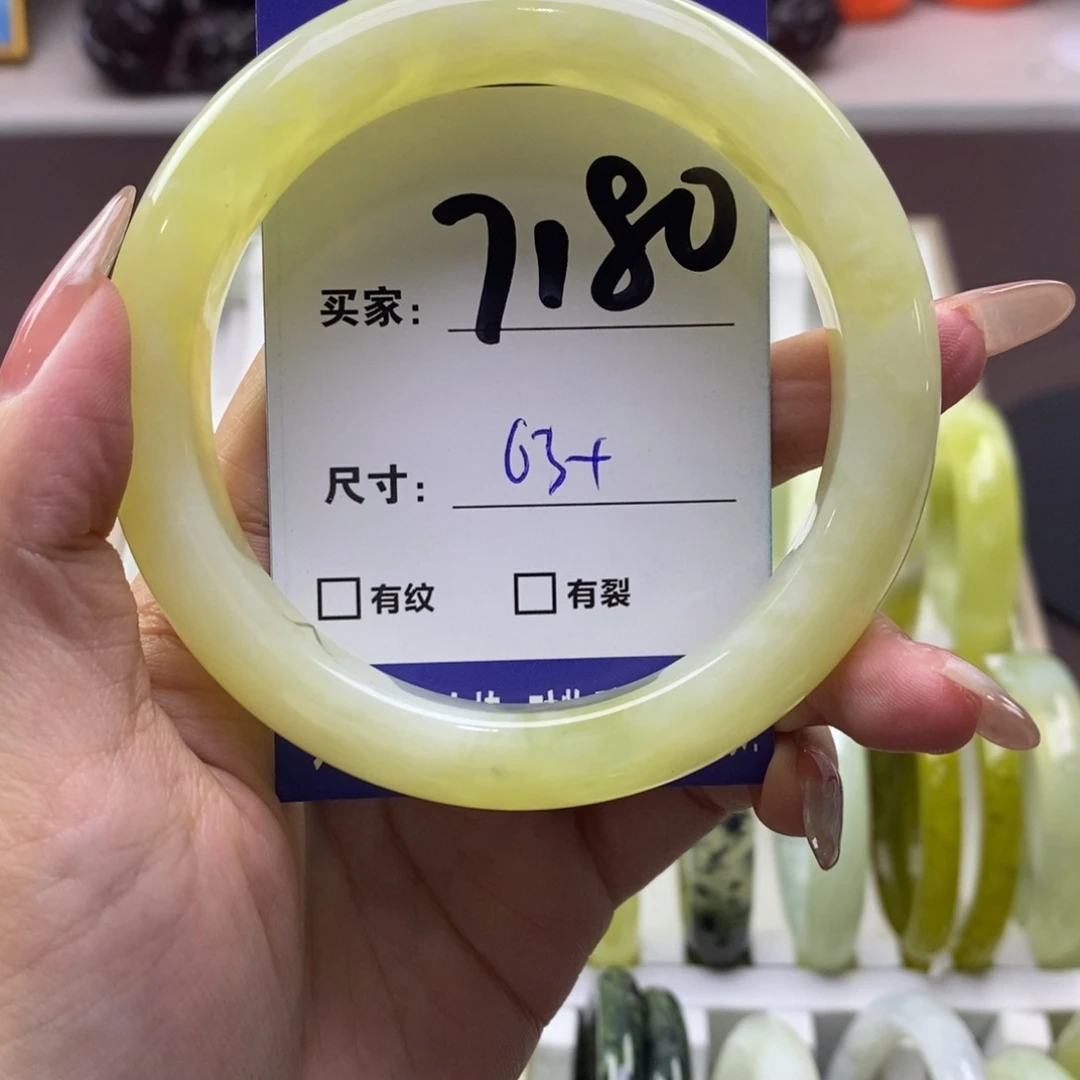 买家: 7180
尺寸: 63+
□有纹 □有裂